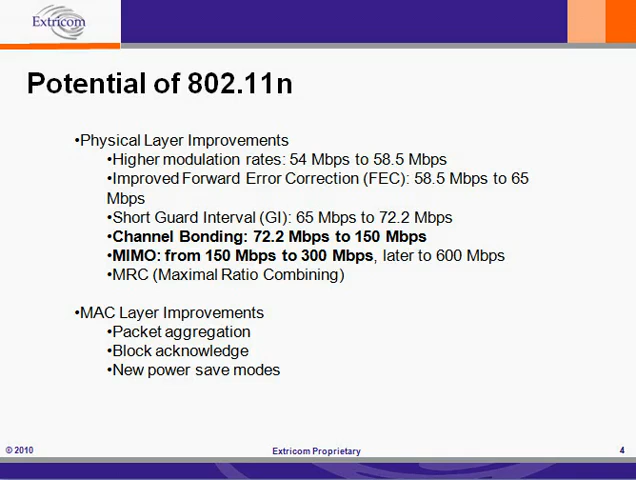 Extricom
Potential of 802.11n
•Physical Layer Improvements
•Higher modulation rates: 54 Mbps to 58.5 Mbps
•Improved Forward Error Correction (FEC): 58.5 Mbps to 65
Mbps
•Short Guard Interval (GI): 65 Mbps to 72.2 Mbps
•Channel Bonding: 72.2 Mbps to 150 Mbps
•MIMO: from 150 Mbps to 300 Mbps, later to 600 Mbps
•MRC (Maximal Ratio Combining)
•MAC Layer Improvements
•Packet aggregation
•Block acknowledge
•New power save modes
© 2010
Extricom Proprietary
4